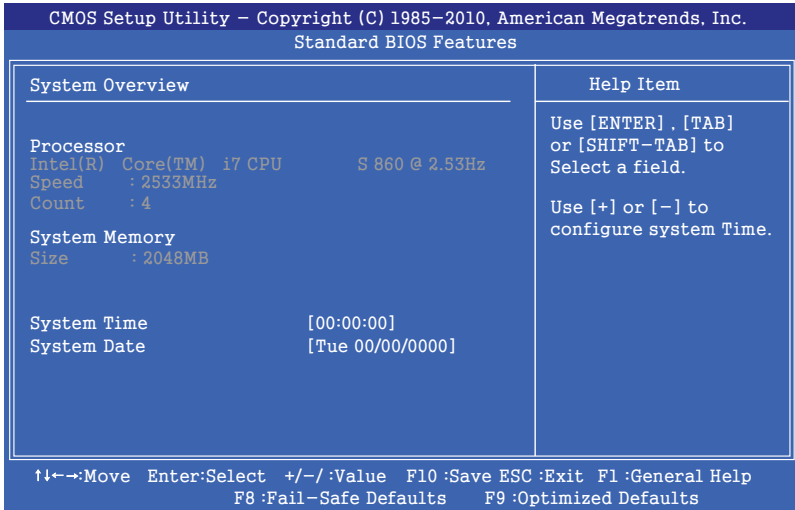 CMOS Setup Utility – Copyright (C) 1985–2010, American Megatrends, Inc.
Standard BIOS Features
System Overview
Processor
Intel(R) Core(TM) i7 CPU S 860 @ 2.53Hz
Speed : 2533MHz
Count : 4
System Memory
Size : 2048MB
System Time [00:00:00]
System Date [Tue 00/00/0000]
Help Item
Use [ENTER] , [TAB]
or [SHIFT–TAB] to
Select a field.
Use [+] or [–] to
configure system Time.
↑↓←→:Move Enter:Select +/–/:Value F10 :Save ESC :Exit F1 :General Help
F8 :Fail–Safe Defaults F9 :Optimized Defaults